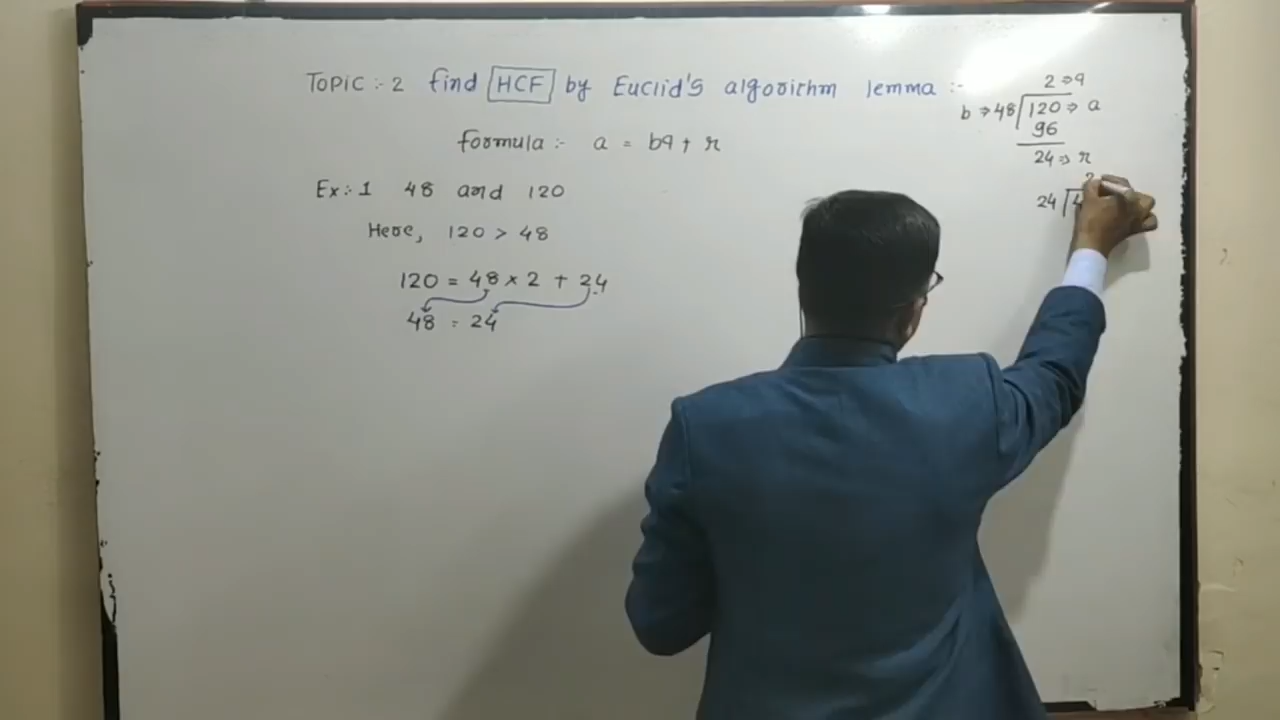 TOPIC :- 2 find HCF by Euclid's algorithm lemma :-
formula :- a = bq + r
Ex :- 1 48 and 120
Here, 120 > 48
120 = 48 × 2 + 24
48 = 24
2 ⇒ q
b ⇒ 48 120 ⇒ a
96
24 ⇒ r
24